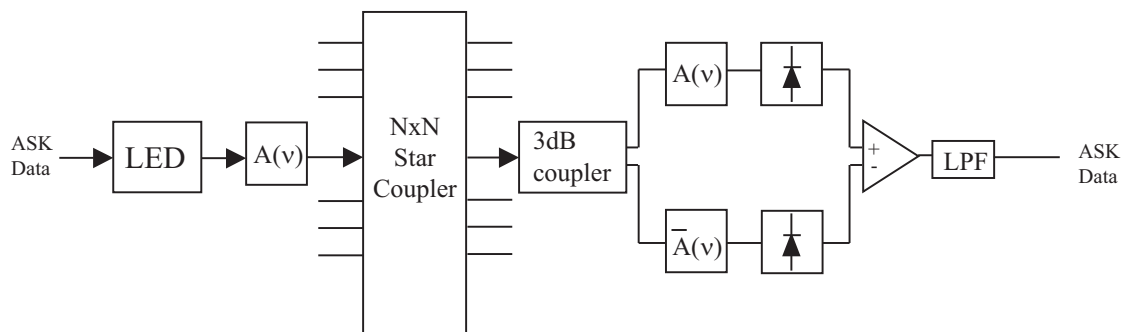 ASK
Data
LED
A(ν)
NxN
Star
Coupler
3dB
coupler
A(ν)
A̅(ν)
+
-
LPF
ASK
Data